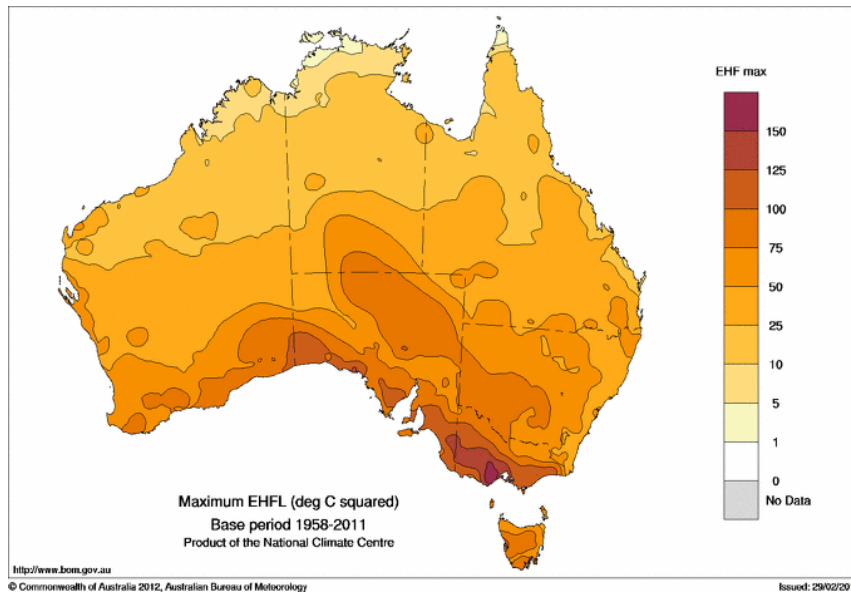 EHF max
150
125
100
75
50
25
10
5
1
0
No Data
Maximum EHFL (deg C squared)
Base period 1958-2011
Product of the National Climate Centre
http://www.bom.gov.au
© Commonwealth of Australia 2012, Australian Bureau of Meteorology
Issued: 29/02/20